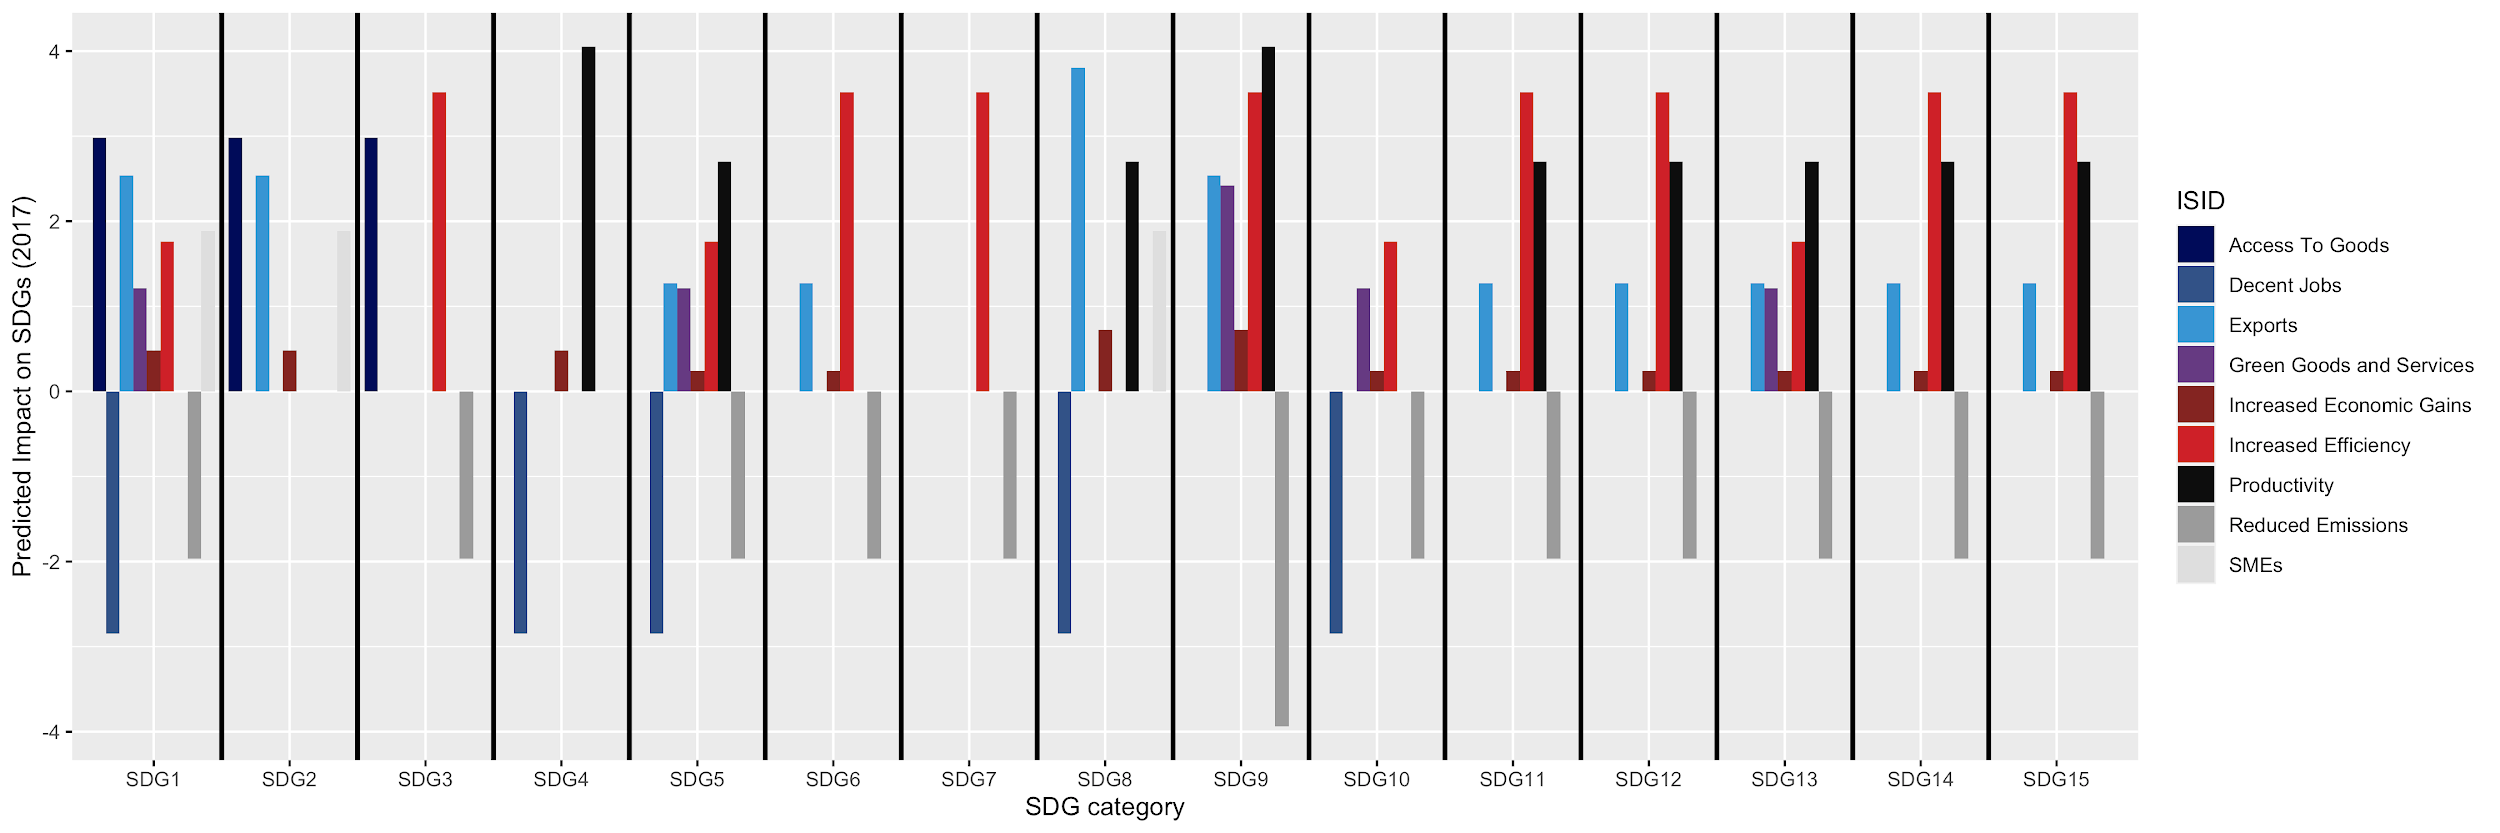 Predicted Impact on SDGs (2017)
4
2
0
-2
-4
SDG1 SDG2 SDG3 SDG4 SDG5 SDG6 SDG7 SDG8 SDG9 SDG10 SDG11 SDG12 SDG13 SDG14 SDG15
SDG category
ISID
Access To Goods
Decent Jobs
Exports
Green Goods and Services
Increased Economic Gains
Increased Efficiency
Productivity
Reduced Emissions
SMEs